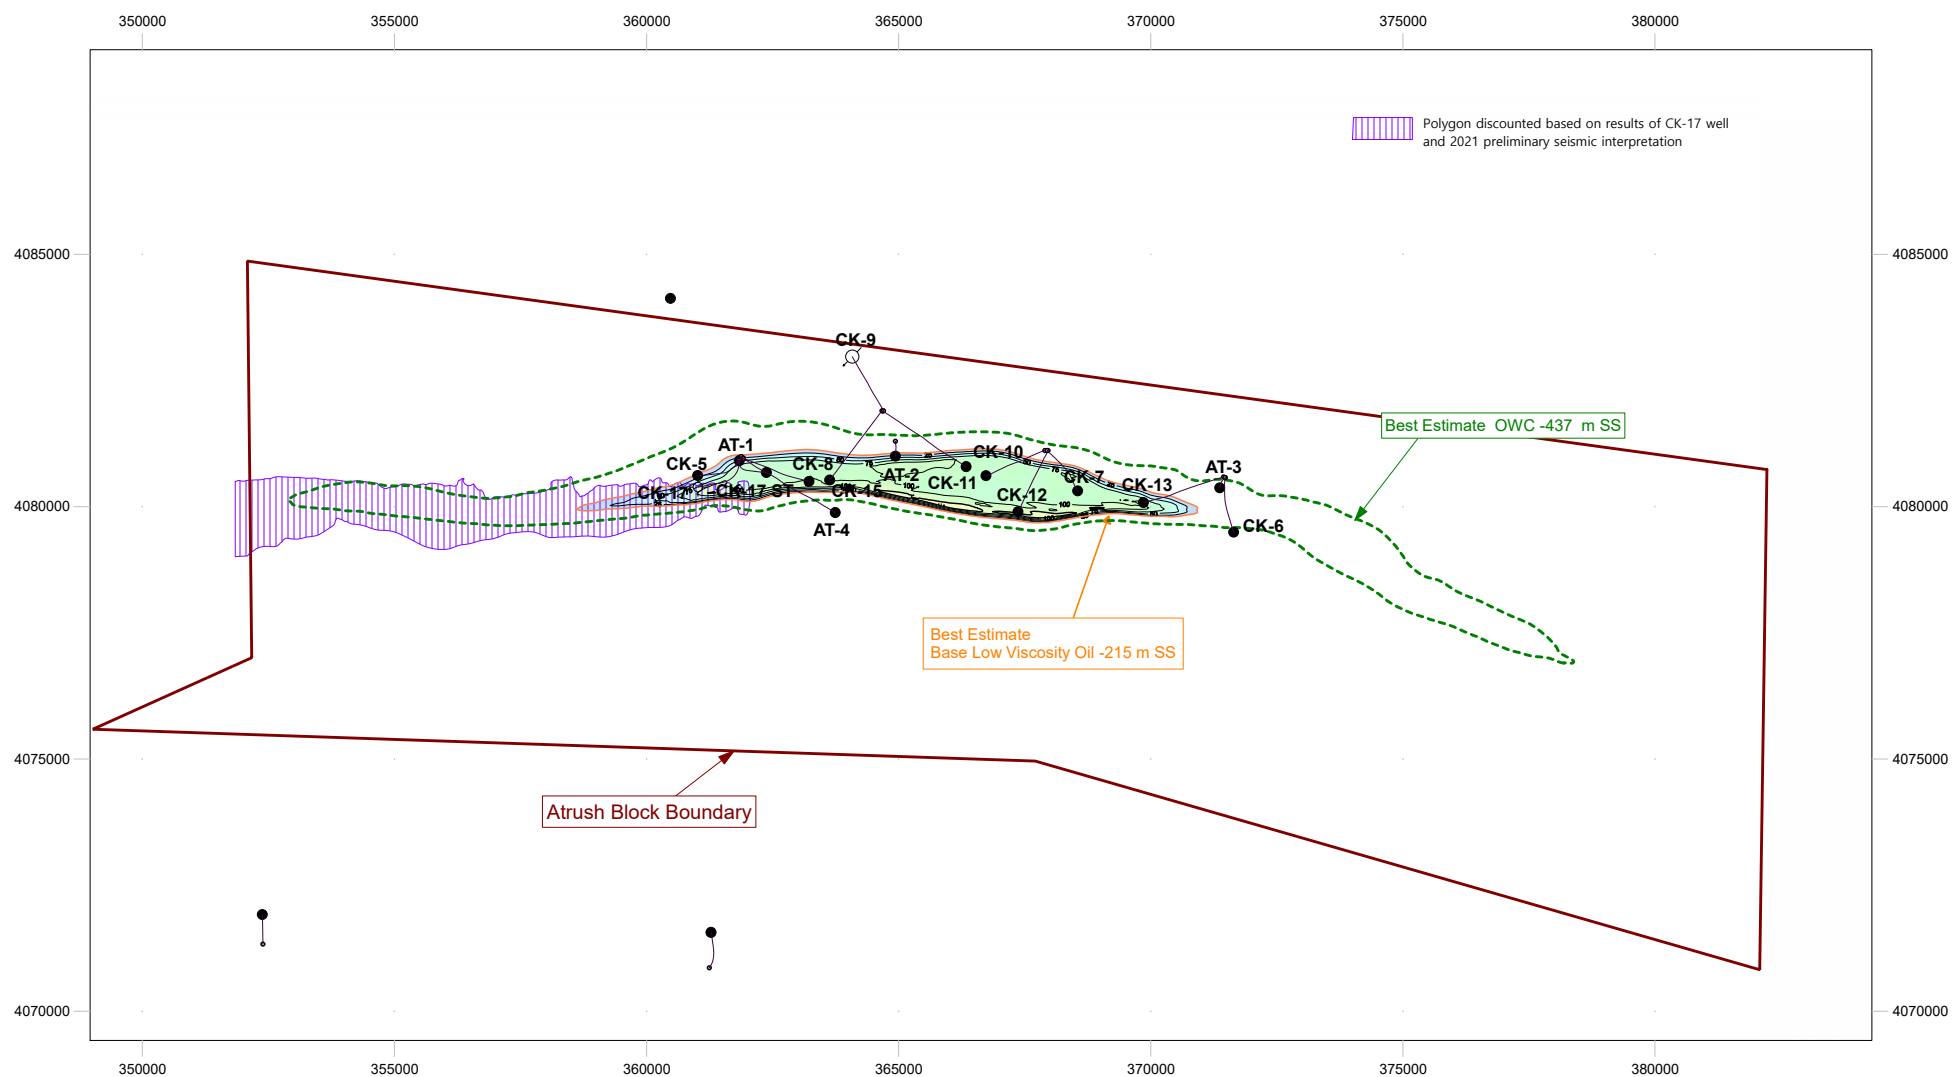 350000 355000 360000 365000 370000 375000 380000
Polygon discounted based on results of CK-17 well
and 2021 preliminary seismic interpretation
4085000 4085000
CK-9
Best Estimate OWC -437 m SS
AT-1
CK-10
CK-5
CK-8
AT-3
AT-2
CK-7
CK-11
CK-13
CK-17
CK-17 ST
CK-15
CK-12
4080000 4080000
AT-4
CK-6
Best Estimate
Base Low Viscosity Oil -215 m SS
4075000 4075000
Atrush Block Boundary
4070000 4070000
350000 355000 360000 365000 370000 375000 380000